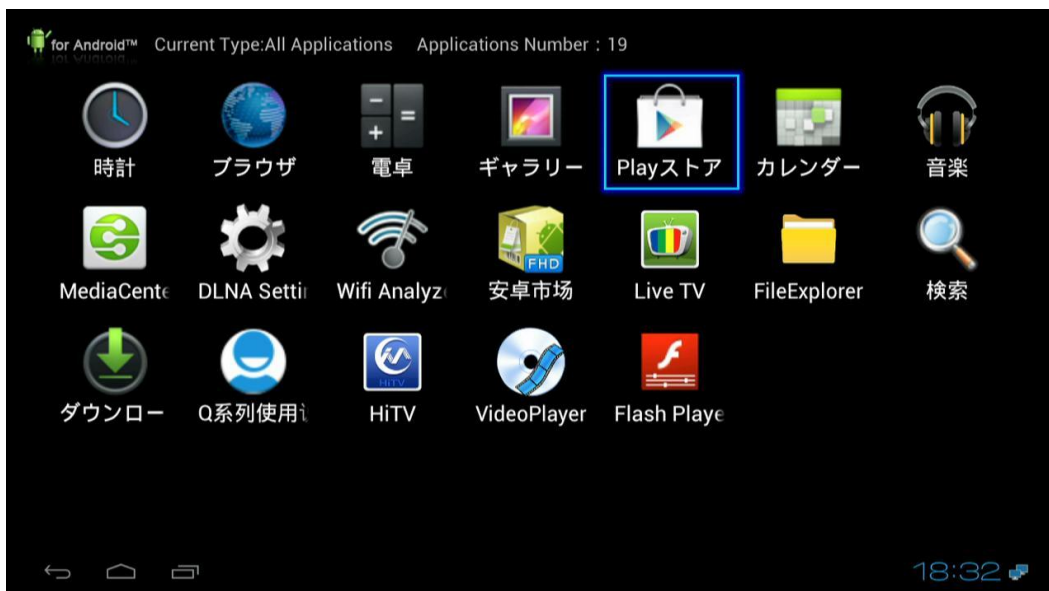 for Android™ Current Type:All Applications Applications Number : 19
時計 ブラウザ 電卓 ギャラリー Playストア カレンダー 音楽
FHD
MediaCente DLNA Settin Wifi Analyz 安卓市场 Live TV FileExplorer 検索
HiTV
ダウンロー Q系列使用 HiTV VideoPlayer Flash Playe
18:32